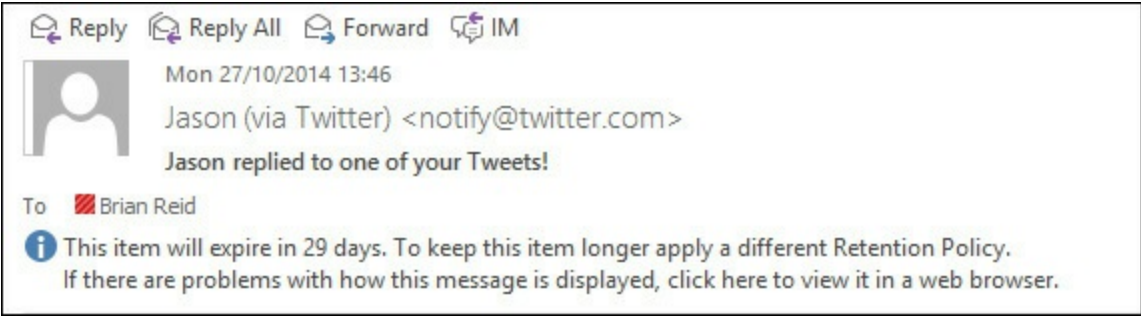 Reply Reply All Forward IM
Mon 27/10/2014 13:46
Jason (via Twitter) <notify@twitter.com>
Jason replied to one of your Tweets!
To Brian Reid
This item will expire in 29 days. To keep this item longer apply a different Retention Policy.
If there are problems with how this message is displayed, click here to view it in a web browser.